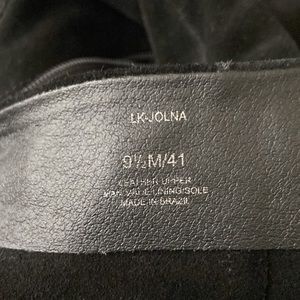 LK-JOLNA
9½M/41
LEATHER UPPER
MAN MADE LINING/SOLE
MADE IN BRAZIL